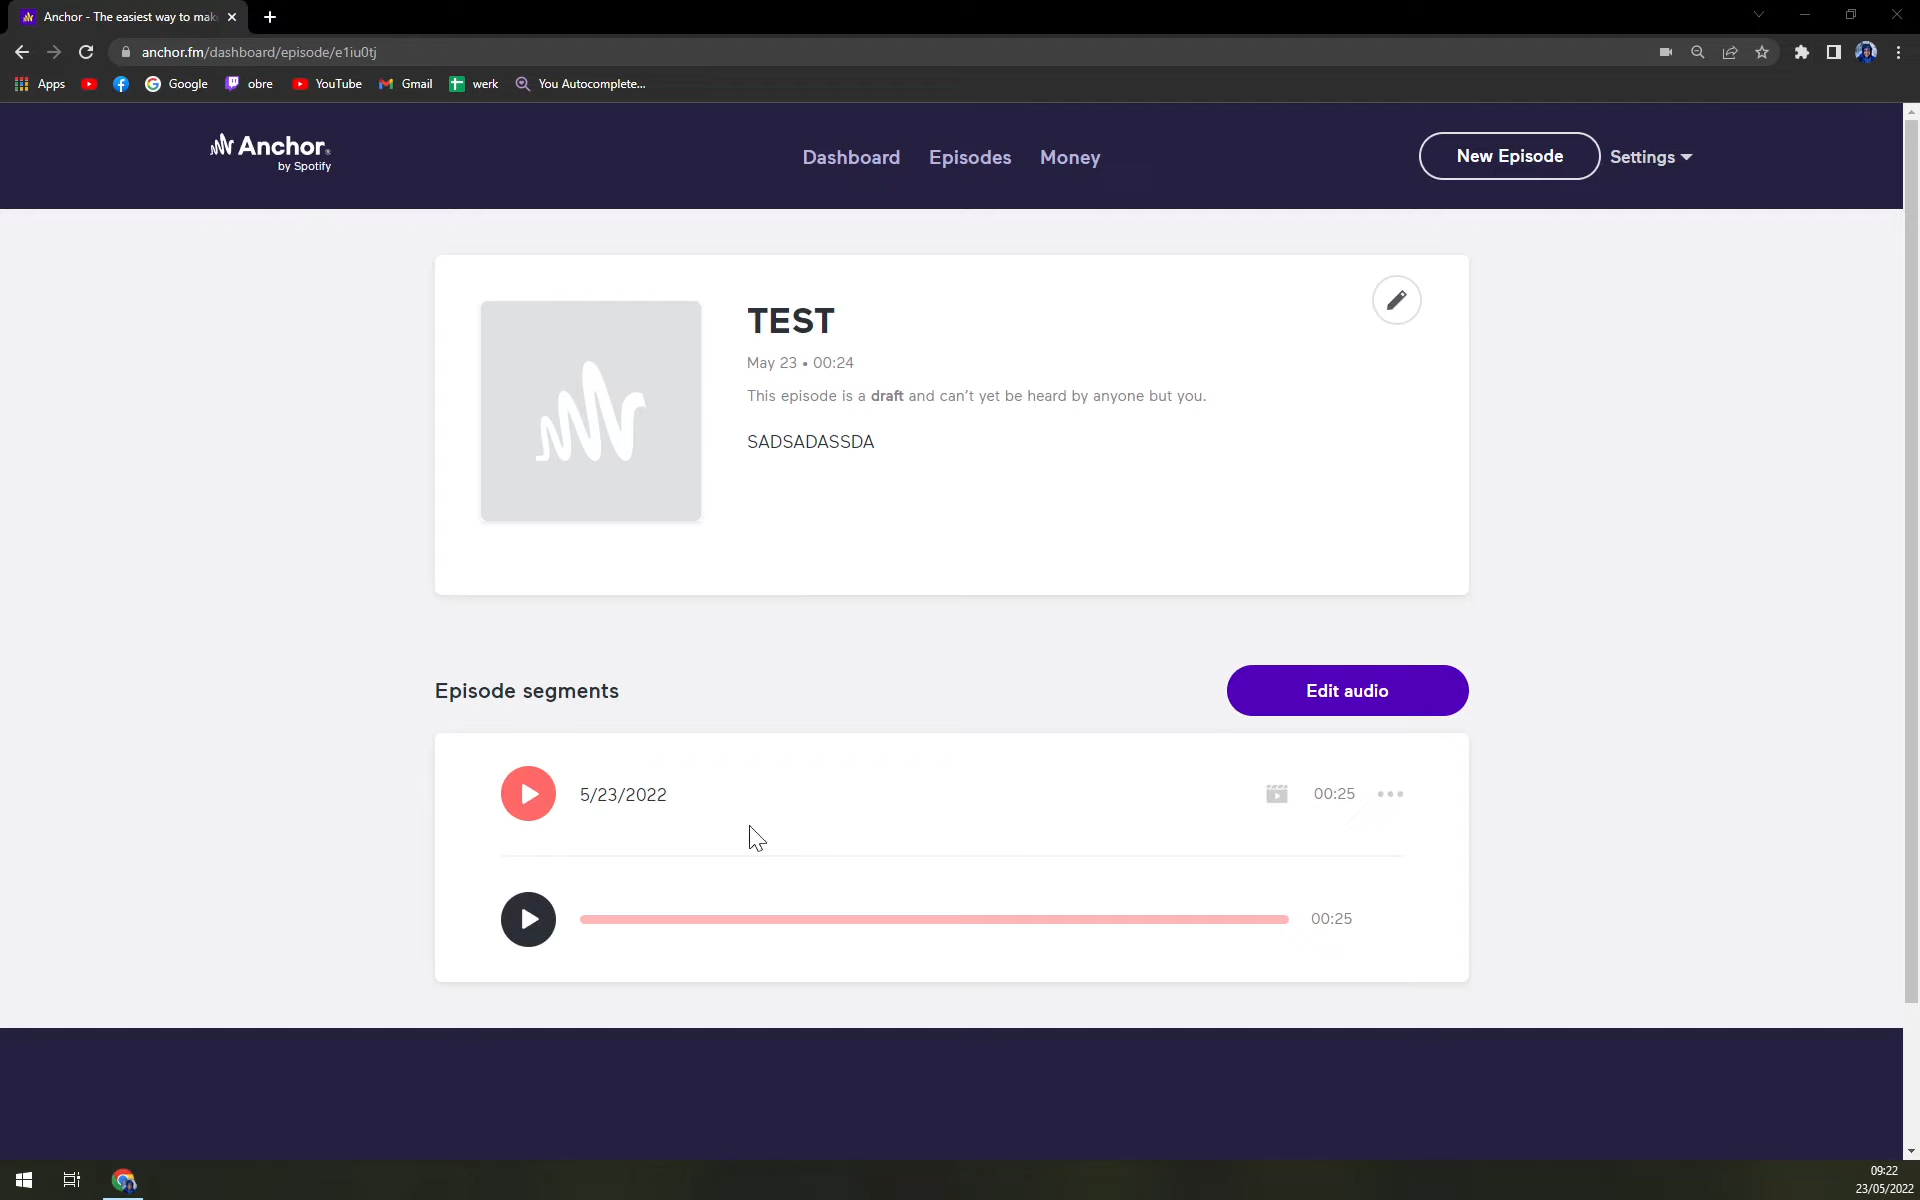 Anchor - The easiest way to mak
anchor.fm/dashboard/episode/e1iu0tj
Apps
Google
obre
YouTube
Gmail
werk
You Autocomplete...
Anchor
by Spotify
Dashboard
Episodes
Money
New Episode
Settings
TEST
May 23 • 00:24
This episode is a draft and can't yet be heard by anyone but you.
SADSADASSDA
Episode segments
Edit audio
5/23/2022
00:25
00:25
09:22
23/05/2022